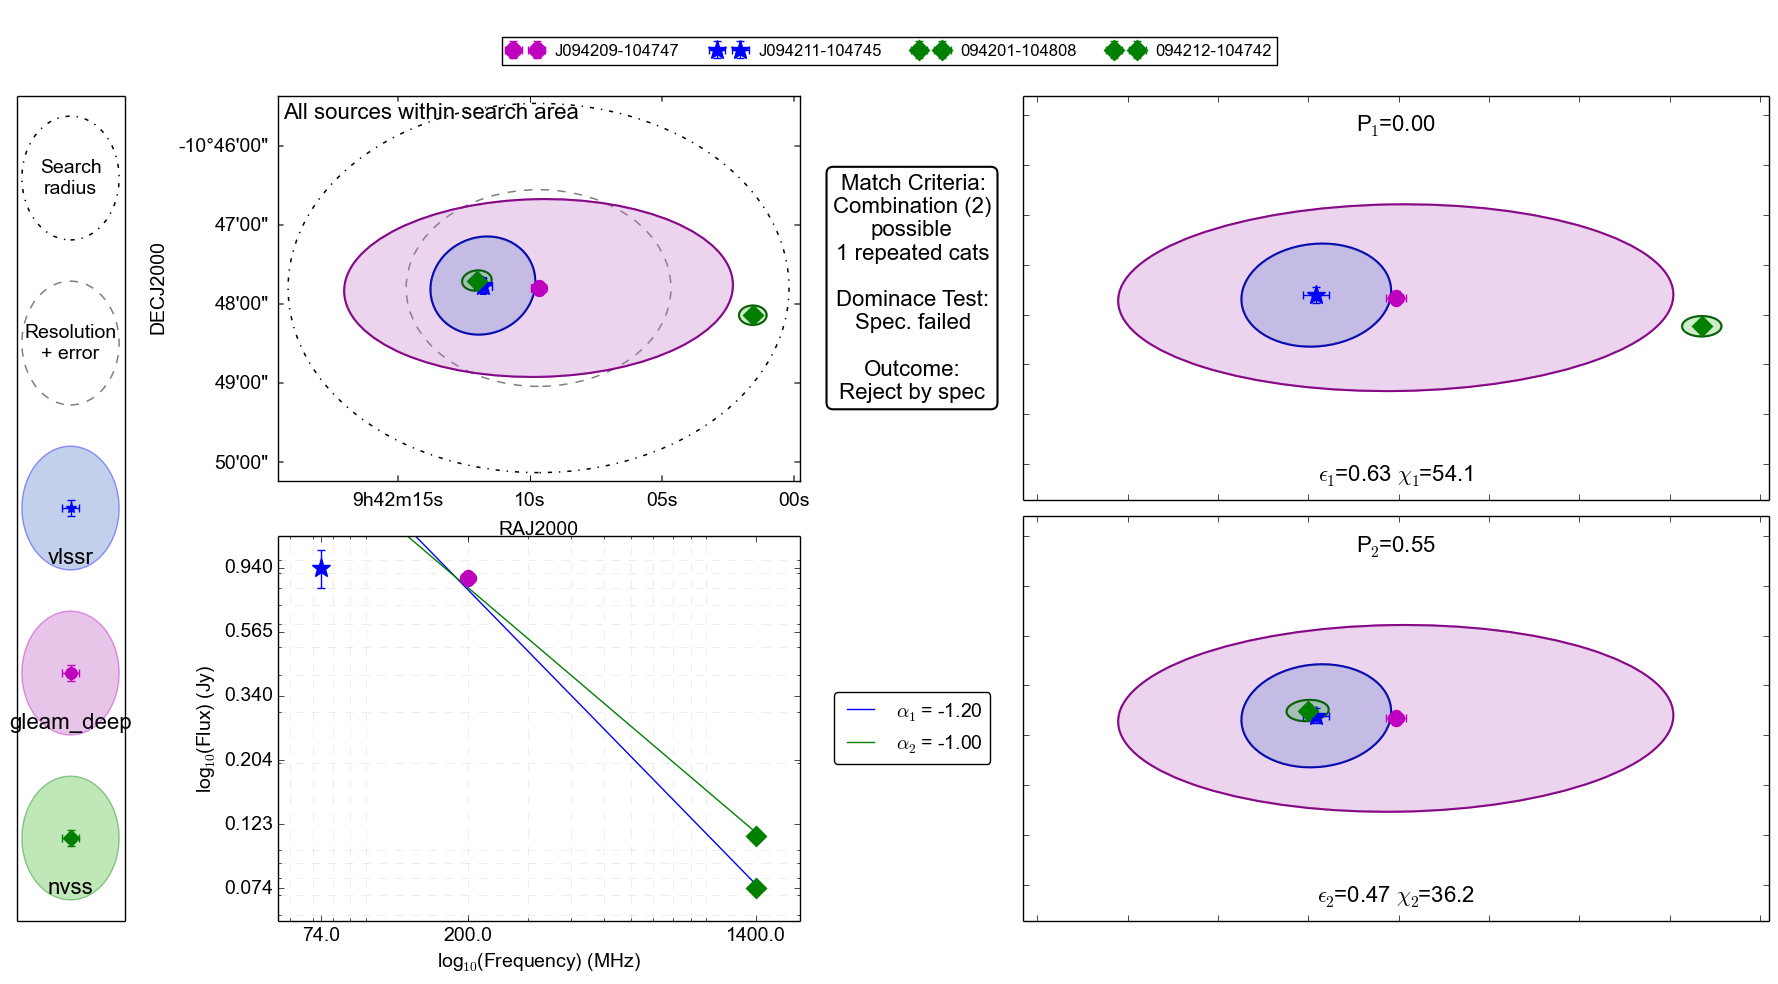 J094209-104747 J094211-104745 094201-104808 094212-104742
Search
radius
Resolution
+ error
vlssr
gleam_deep
nvss
All sources within search area
DECJ2000
-10°46'00"
47'00"
48'00"
49'00"
50'00"
9h42m15s 10s 05s 00s
RAJ2000
Match Criteria:
Combination (2)
possible
1 repeated cats
Dominace Test:
Spec. failed
Outcome:
Reject by spec
P₁=0.00
ϵ₁=0.63 χ₁=54.1
log₁₀(Flux) (Jy)
0.940
0.565
0.340
0.204
0.123
0.074
74.0 200.0 1400.0
log₁₀(Frequency) (MHz)
α₁ = -1.20
α₂ = -1.00
P₂=0.55
ϵ₂=0.47 χ₂=36.2